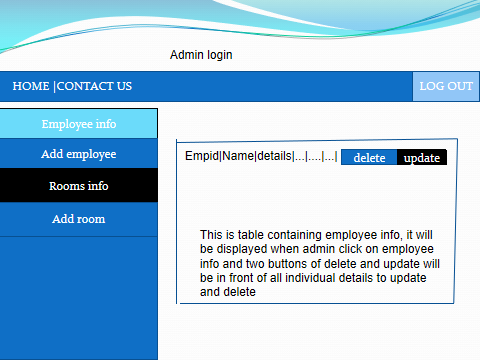 Admin login
HOME |CONTACT US
LOG OUT
Employee info
Add employee
Rooms info
Add room
Empid|Name|details|...|....|...|
delete
update
This is table containing employee info, it will
be displayed when admin click on employee
info and two buttons of delete and update will
be in front of all individual details to update
and delete